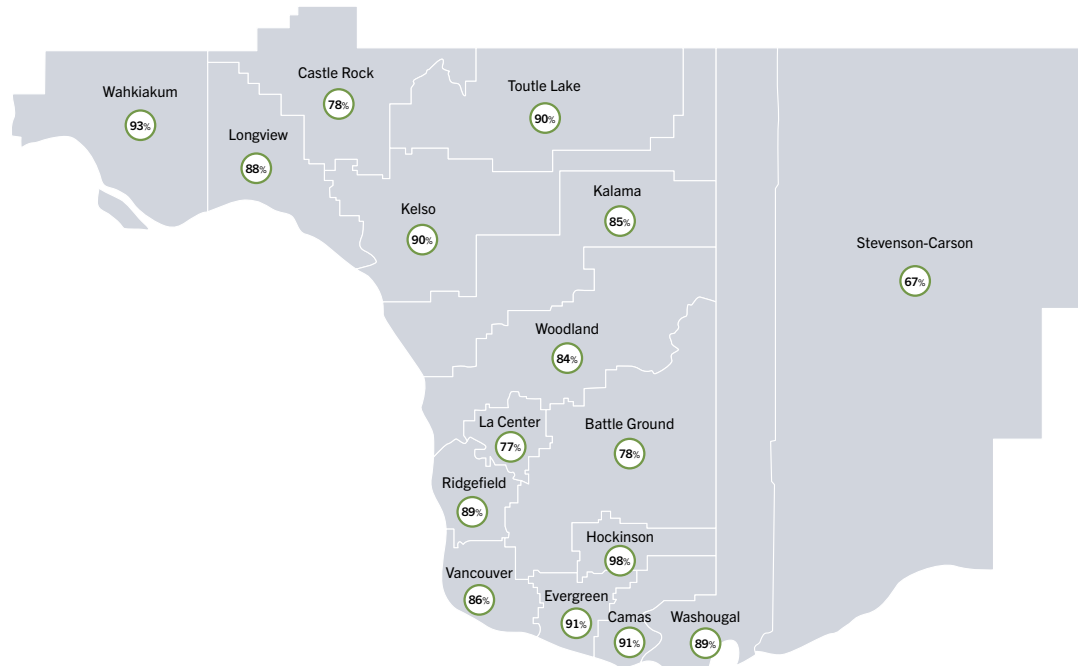 Castle Rock
78%
Toutle Lake
90%
Wahkiakum
93%
Longview
88%
Kelso
90%
Kalama
85%
Stevenson-Carson
67%
Woodland
84%
La Center
77%
Battle Ground
78%
Ridgefield
89%
Hockinson
98%
Vancouver
86%
Evergreen
91%
Camas
91%
Washougal
89%